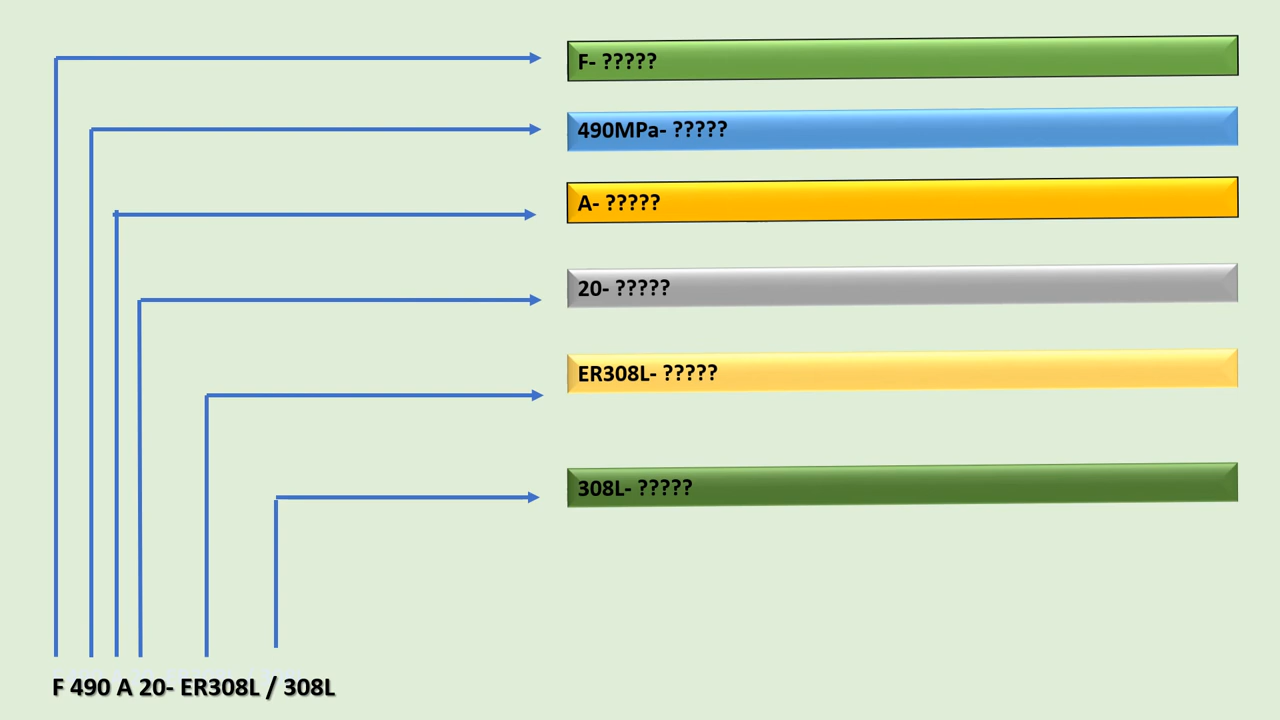 F- ?????
490MPa- ?????
A- ?????
20- ?????
ER308L- ?????
308L- ?????
F 490 A 20- ER308L / 308L